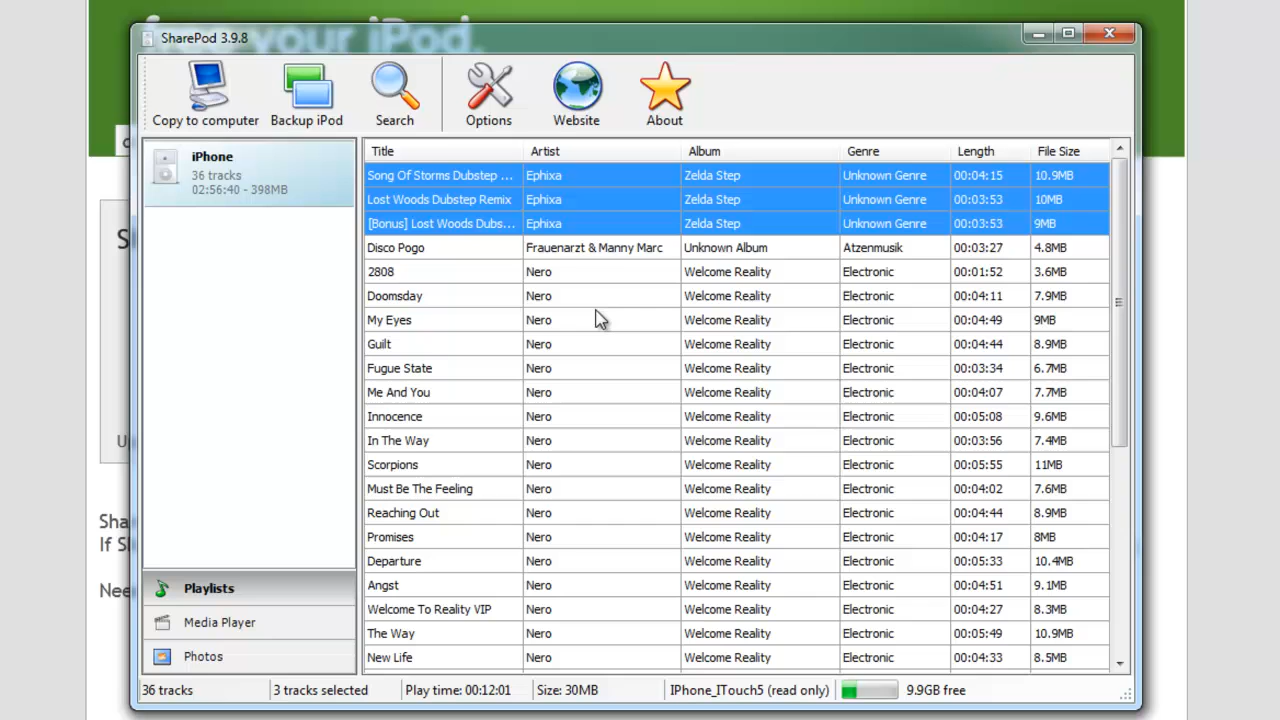 free your iPod.
SharePod 3.9.8
Copy to computer Backup iPod Search Options Website About
iPhone
36 tracks
02:56:40 - 398MB
Title Artist Album Genre Length File Size
Song Of Storms Dubstep ... Ephixa Zelda Step Unknown Genre 00:04:15 10.9MB
Lost Woods Dubstep Remix Ephixa Zelda Step Unknown Genre 00:03:53 10MB
[Bonus] Lost Woods Dubs... Ephixa Zelda Step Unknown Genre 00:03:53 9MB
Disco Pogo Frauenarzt & Manny Marc Unknown Album Atzenmusik 00:03:27 4.8MB
2808 Nero Welcome Reality Electronic 00:01:52 3.6MB
Doomsday Nero Welcome Reality Electronic 00:04:11 7.9MB
My Eyes Nero Welcome Reality Electronic 00:04:49 9MB
Guilt Nero Welcome Reality Electronic 00:04:44 8.9MB
Fugue State Nero Welcome Reality Electronic 00:03:34 6.7MB
Me And You Nero Welcome Reality Electronic 00:04:07 7.7MB
Innocence Nero Welcome Reality Electronic 00:05:08 9.6MB
In The Way Nero Welcome Reality Electronic 00:03:56 7.4MB
Scorpions Nero Welcome Reality Electronic 00:05:55 11MB
Must Be The Feeling Nero Welcome Reality Electronic 00:04:02 7.6MB
Reaching Out Nero Welcome Reality Electronic 00:04:44 8.9MB
Promises Nero Welcome Reality Electronic 00:04:17 8MB
Departure Nero Welcome Reality Electronic 00:05:33 10.4MB
Angst Nero Welcome Reality Electronic 00:04:51 9.1MB
Welcome To Reality VIP Nero Welcome Reality Electronic 00:04:27 8.3MB
The Way Nero Welcome Reality Electronic 00:05:49 10.9MB
New Life Nero Welcome Reality Electronic 00:04:33 8.5MB
Playlists
Media Player
Photos
36 tracks 3 tracks selected Play time: 00:12:01 Size: 30MB IPhone_ITouch5 (read only) 9.9GB free
S
Up
Sha
If Sh
Nee